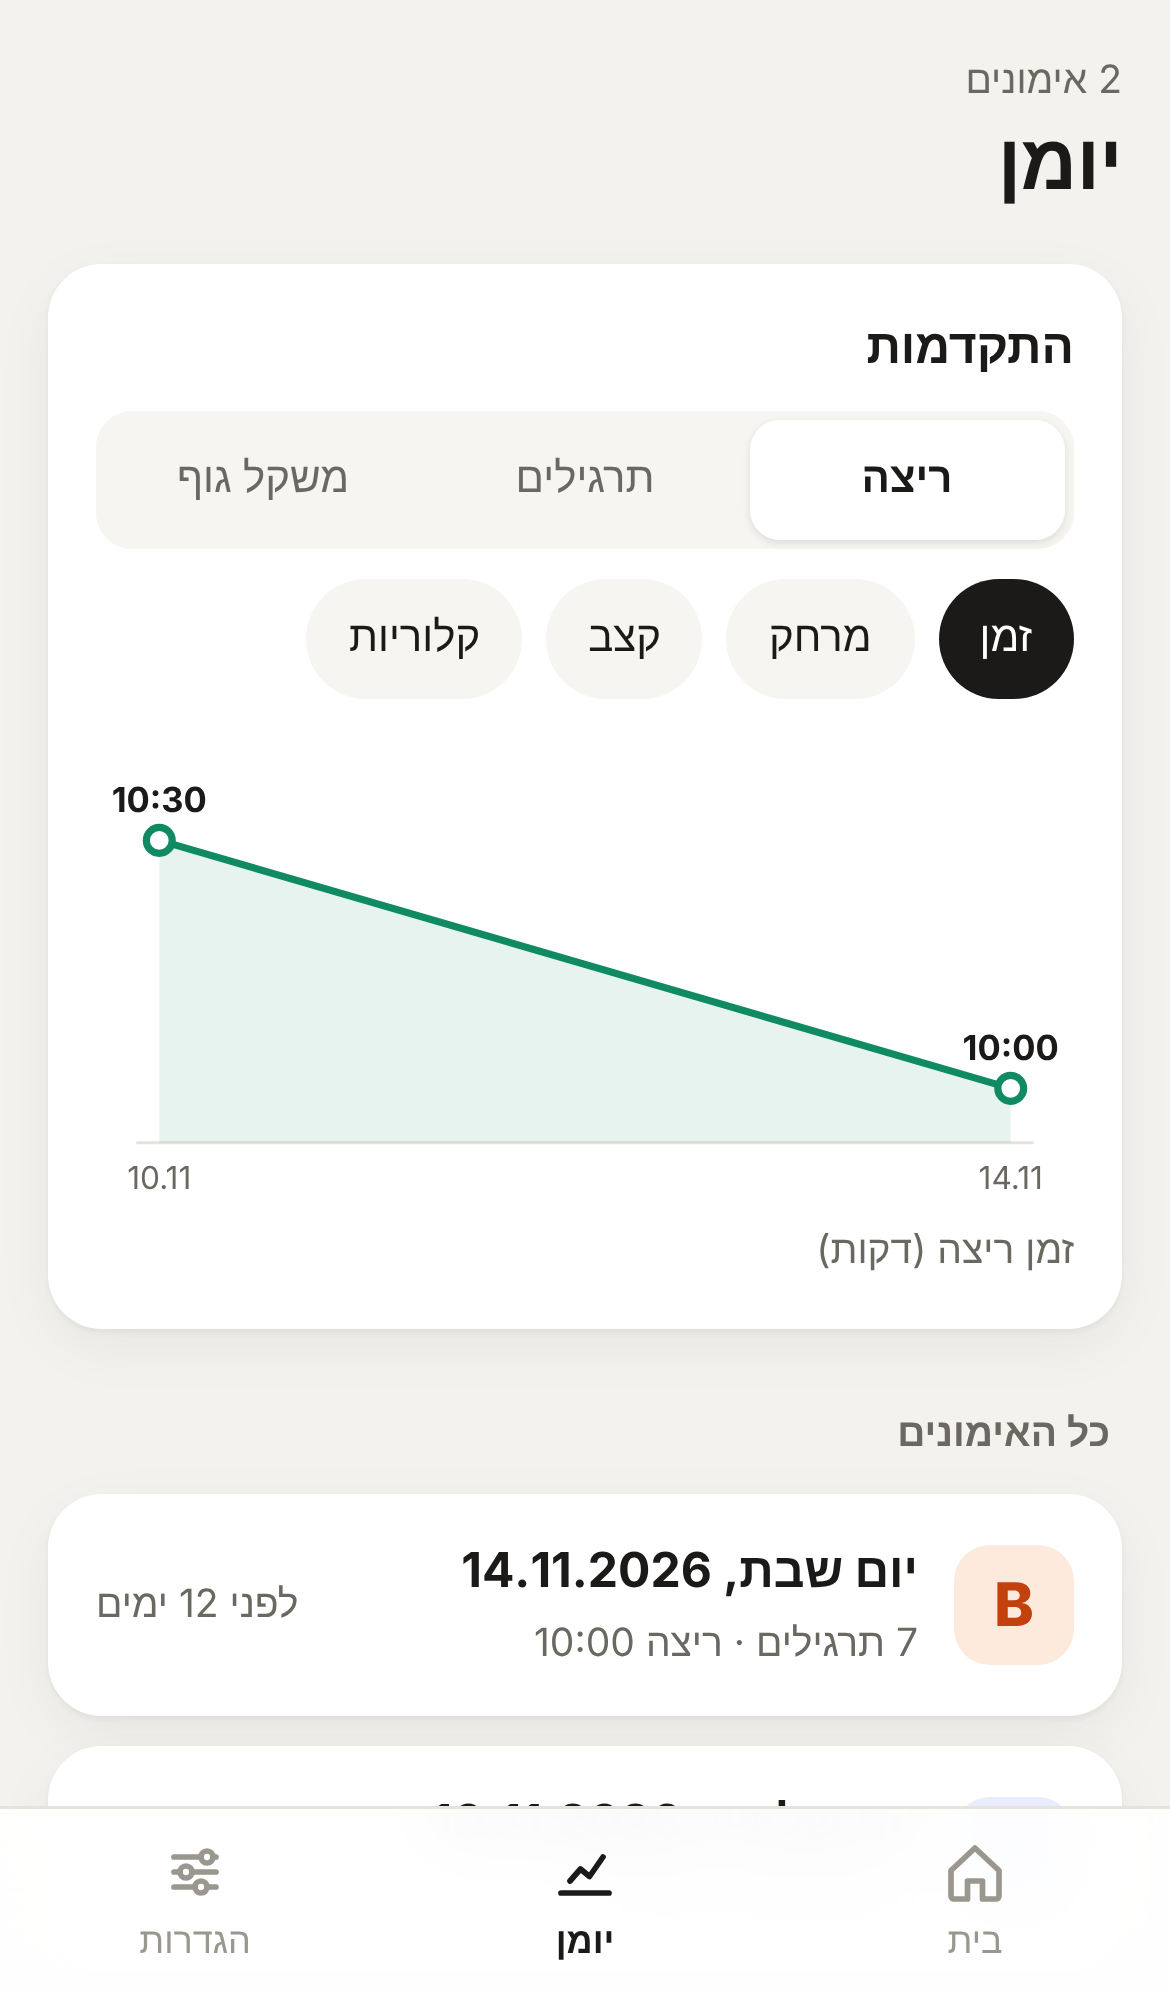 2 אימונים
יומן
התקדמות
ריצה
תרגילים
משקל גוף
זמן
מרחק
קצב
קלוריות
10:30
10:00
10.11
14.11
זמן ריצה (דקות)
כל האימונים
B
יום שבת, 14.11.2026
7 תרגילים · ריצה 10:00
לפני 12 ימים
בית
יומן
הגדרות